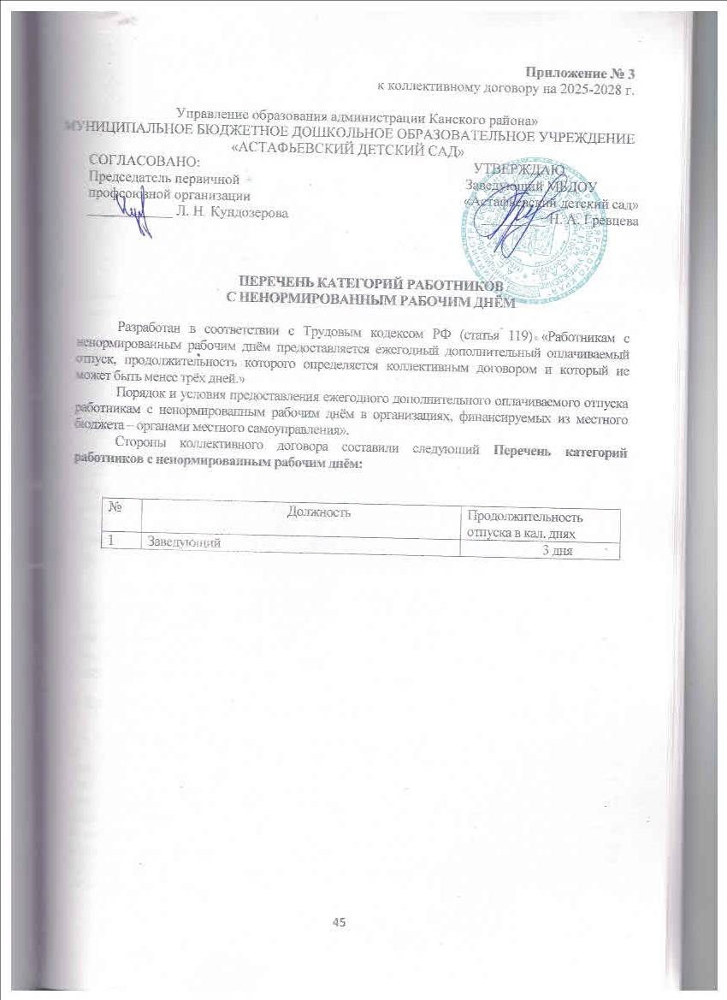 Приложение № 3
к коллективному договору на 2025-2028 г.
Управление образования администрации Канского района»
МУНИЦИПАЛЬНОЕ БЮДЖЕТНОЕ ДОШКОЛЬНОЕ ОБРАЗОВАТЕЛЬНОЕ УЧРЕЖДЕНИЕ
«АСТАФЬЕВСКИЙ ДЕТСКИЙ САД»
СОГЛАСОВАНО:
Председатель первичной
профсоюзной организации
____________ Л. Н. Кундозерова
УТВЕРЖДАЮ
Заведующий МБДОУ
«Астафьевский детский сад»
_________ Н. А. Гревцева
ПЕРЕЧЕНЬ КАТЕГОРИЙ РАБОТНИКОВ
С НЕНОРМИРОВАННЫМ РАБОЧИМ ДНЁМ
Разработан в соответствии с Трудовым кодексом РФ (статья 119) «Работникам с
ненормированным рабочим днём предоставляется ежегодный дополнительный оплачиваемый
отпуск, продолжительность которого определяется коллективным договором и который не
может быть менее трёх дней.»
Порядок и условия предоставления ежегодного дополнительного оплачиваемого отпуска
работникам с ненормированным рабочим днём в организациях, финансируемых из местного
бюджета – органами местного самоуправления».
Стороны коллективного договора составили следующий Перечень категорий
работников с ненормированным рабочим днём:
№ Должность Продолжительность
отпуска в кал. днях
1 Заведующий 3 дня
45